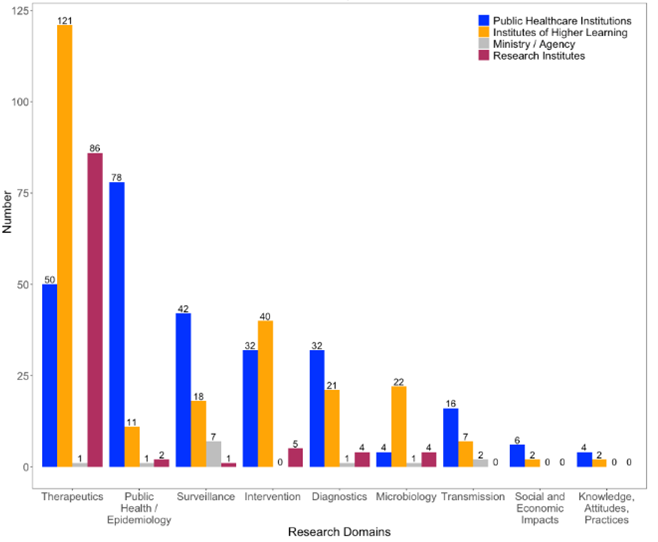 Public Healthcare Institutions
Institutes of Higher Learning
Ministry / Agency
Research Institutes
Number
125
100
75
50
25
0
50
121
1
86
78
11
1
2
42
18
7
1
32
40
0
5
32
21
1
4
4
22
1
4
16
7
2
0
6
2
0
0
4
2
0
0
Therapeutics
Public
Health /
Epidemiology
Surveillance
Intervention
Diagnostics
Microbiology
Transmission
Social and
Economic
Impacts
Knowledge,
Attitudes,
Practices
Research Domains